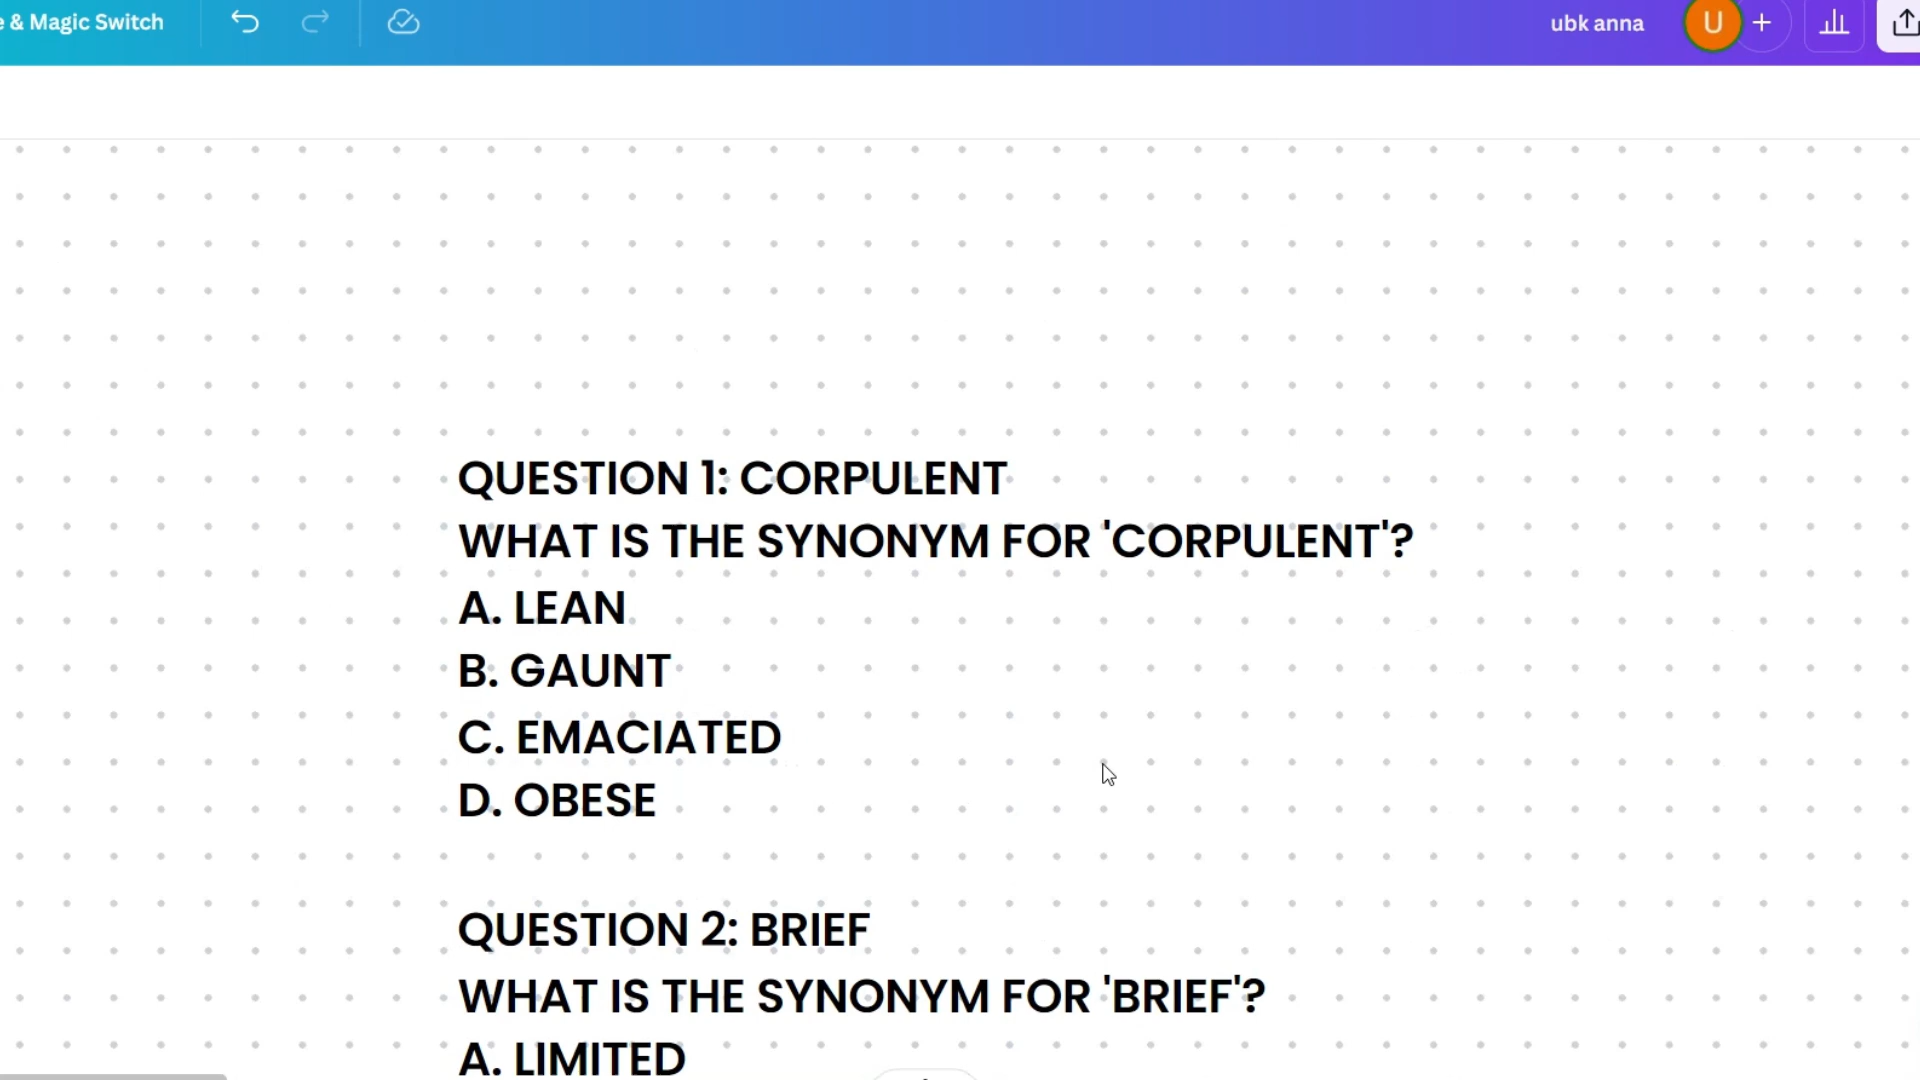 & Magic Switch
ubk anna
U
QUESTION 1: CORPULENT
WHAT IS THE SYNONYM FOR 'CORPULENT'?
A. LEAN
B. GAUNT
C. EMACIATED
D. OBESE
QUESTION 2: BRIEF
WHAT IS THE SYNONYM FOR 'BRIEF'?
A. LIMITED